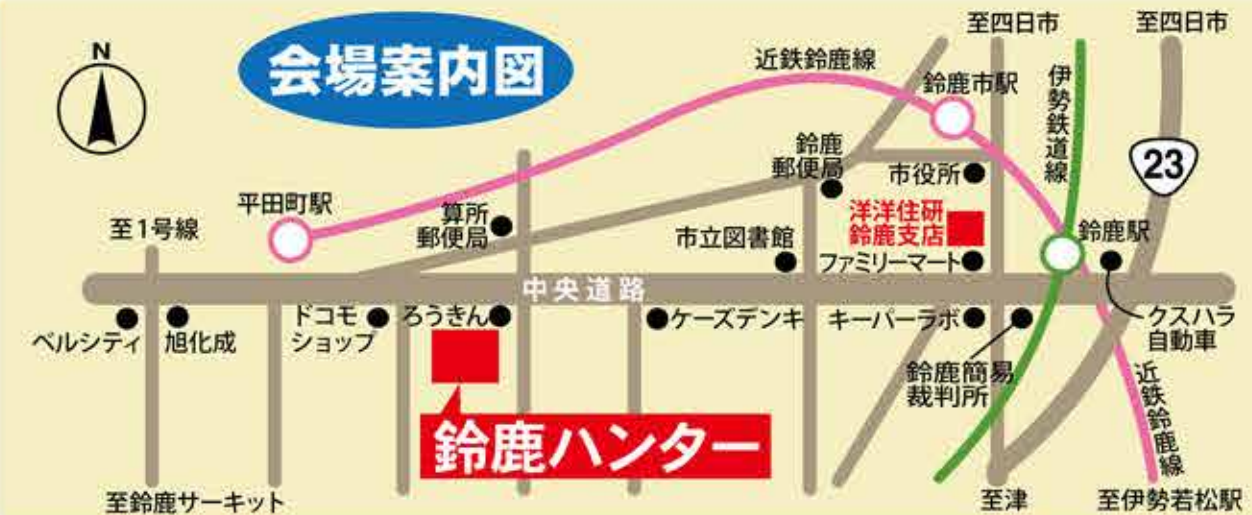 会場案内図
N
至四日市
至四日市
近鉄鈴鹿線
鈴鹿市駅
伊勢鉄道線
23
鈴鹿
郵便局
市役所
平田町駅
算所
郵便局
洋洋住研
鈴鹿支店
至1号線
市立図書館
ファミリーマート
鈴鹿駅
中央道路
ベルシティ
旭化成
ドコモ
ショップ
ろうきん
ケーズデンキ
キーパーラボ
クスハラ
自動車
鈴鹿簡易
裁判所
近鉄鈴鹿線
鈴鹿ハンター
至鈴鹿サーキット
至津
至伊勢若松駅